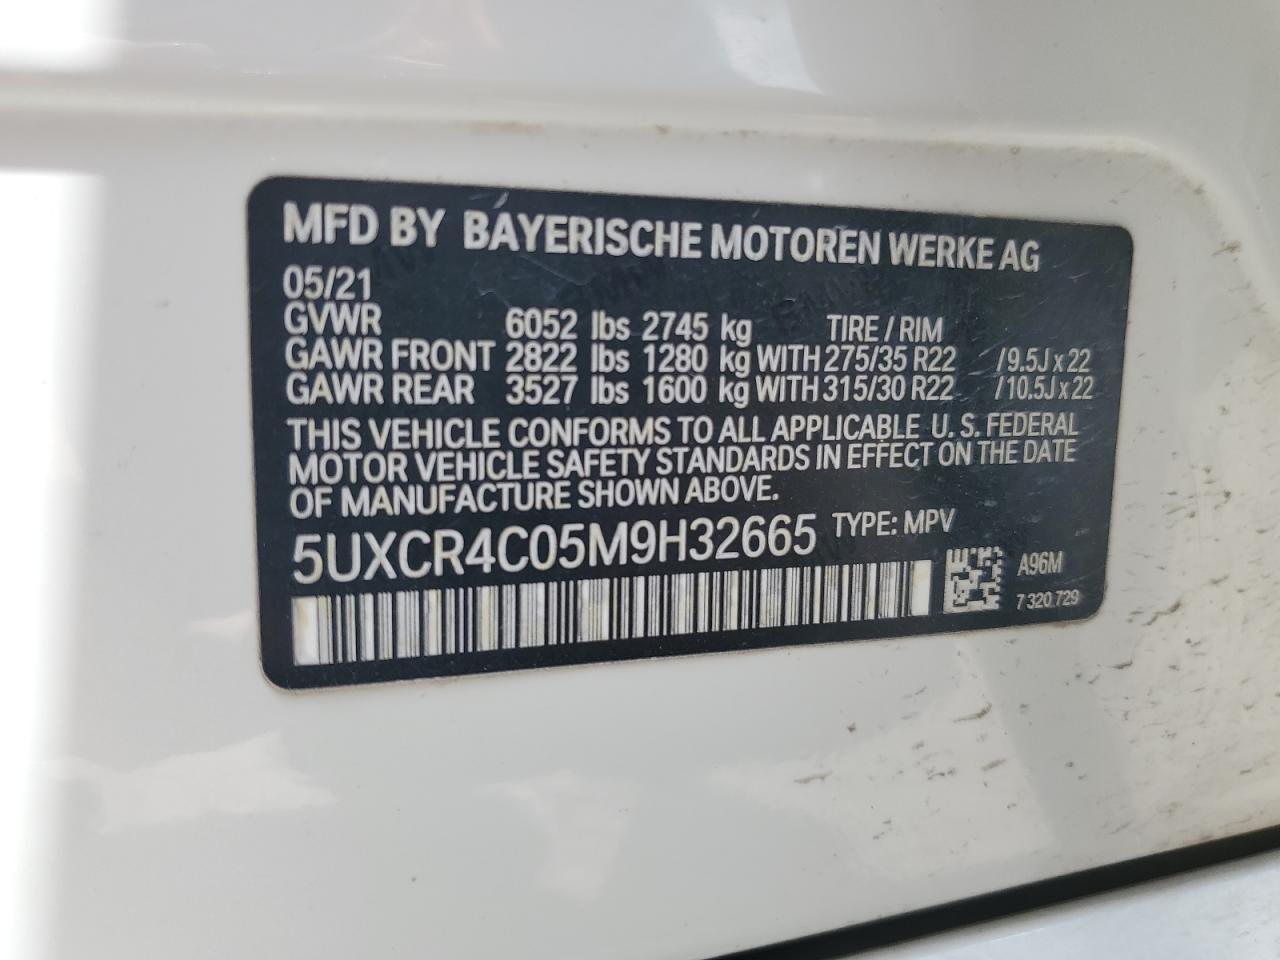 MFD BY BAYERISCHE MOTOREN WERKE AG
05/21
GVWR 6052 lbs 2745 kg TIRE / RIM
GAWR FRONT 2822 lbs 1280 kg WITH 275/35 R22 /9.5J x 22
GAWR REAR 3527 lbs 1600 kg WITH 315/30 R22 /10.5J x 22
THIS VEHICLE CONFORMS TO ALL APPLICABLE U. S. FEDERAL
MOTOR VEHICLE SAFETY STANDARDS IN EFFECT ON THE DATE
OF MANUFACTURE SHOWN ABOVE.
5UXCR4C05M9H32665 TYPE: MPV
A96M
7 320 729